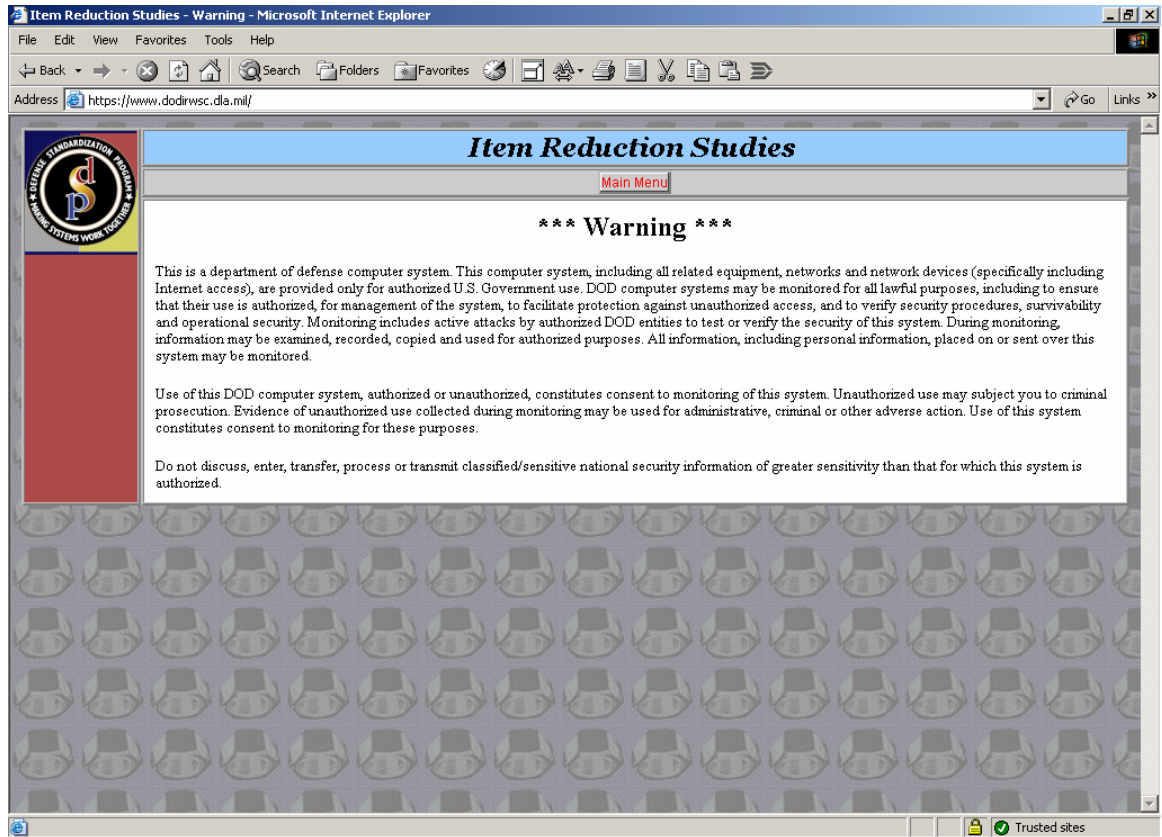 Item Reduction Studies - Warning - Microsoft Internet Explorer
File Edit View Favorites Tools Help
Back Search Folders Favorites
Address https://www.dodirwsc.dla.mil/ Go Links »
DEFENSE STANDARDIZATION PROGRAM
dsp
MAKING SYSTEMS WORK TOGETHER
Item Reduction Studies
Main Menu
*** Warning ***
This is a department of defense computer system. This computer system, including all related equipment, networks and network devices (specifically including
Internet access), are provided only for authorized U.S. Government use. DOD computer systems may be monitored for all lawful purposes, including to ensure
that their use is authorized, for management of the system, to facilitate protection against unauthorized access, and to verify security procedures, survivability
and operational security. Monitoring includes active attacks by authorized DOD entities to test or verify the security of this system. During monitoring,
information may be examined, recorded, copied and used for authorized purposes. All information, including personal information, placed on or sent over this
system may be monitored.
Use of this DOD computer system, authorized or unauthorized, constitutes consent to monitoring of this system. Unauthorized use may subject you to criminal
prosecution. Evidence of unauthorized use collected during monitoring may be used for administrative, criminal or other adverse action. Use of this system
constitutes consent to monitoring for these purposes.
Do not discuss, enter, transfer, process or transmit classified/sensitive national security information of greater sensitivity than that for which this system is
authorized.
Trusted sites